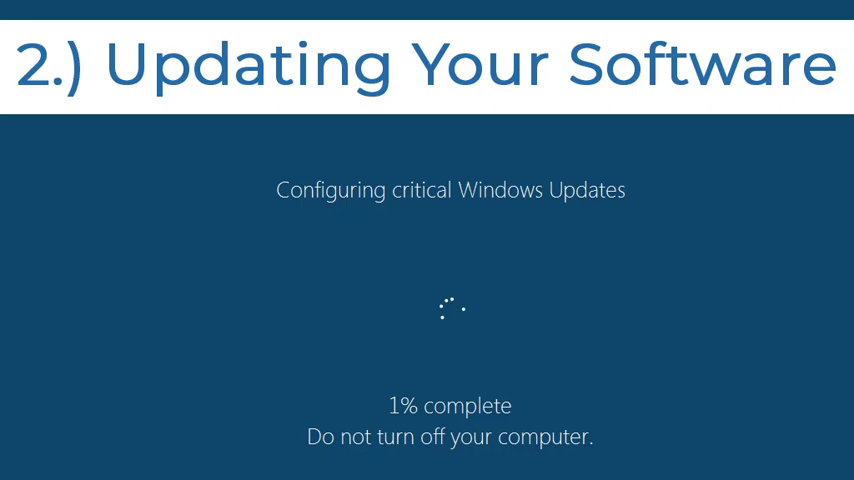 2.) Updating Your Software
Configuring critical Windows Updates
1% complete
Do not turn off your computer.